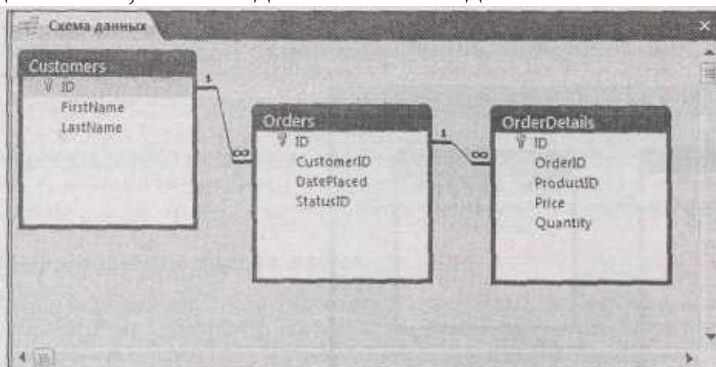 Схема данных
Customers
ID
FirstName
LastName
1
∞
Orders
ID
CustomerID
DatePlaced
StatusID
1
∞
OrderDetails
ID
OrderID
ProductID
Price
Quantity